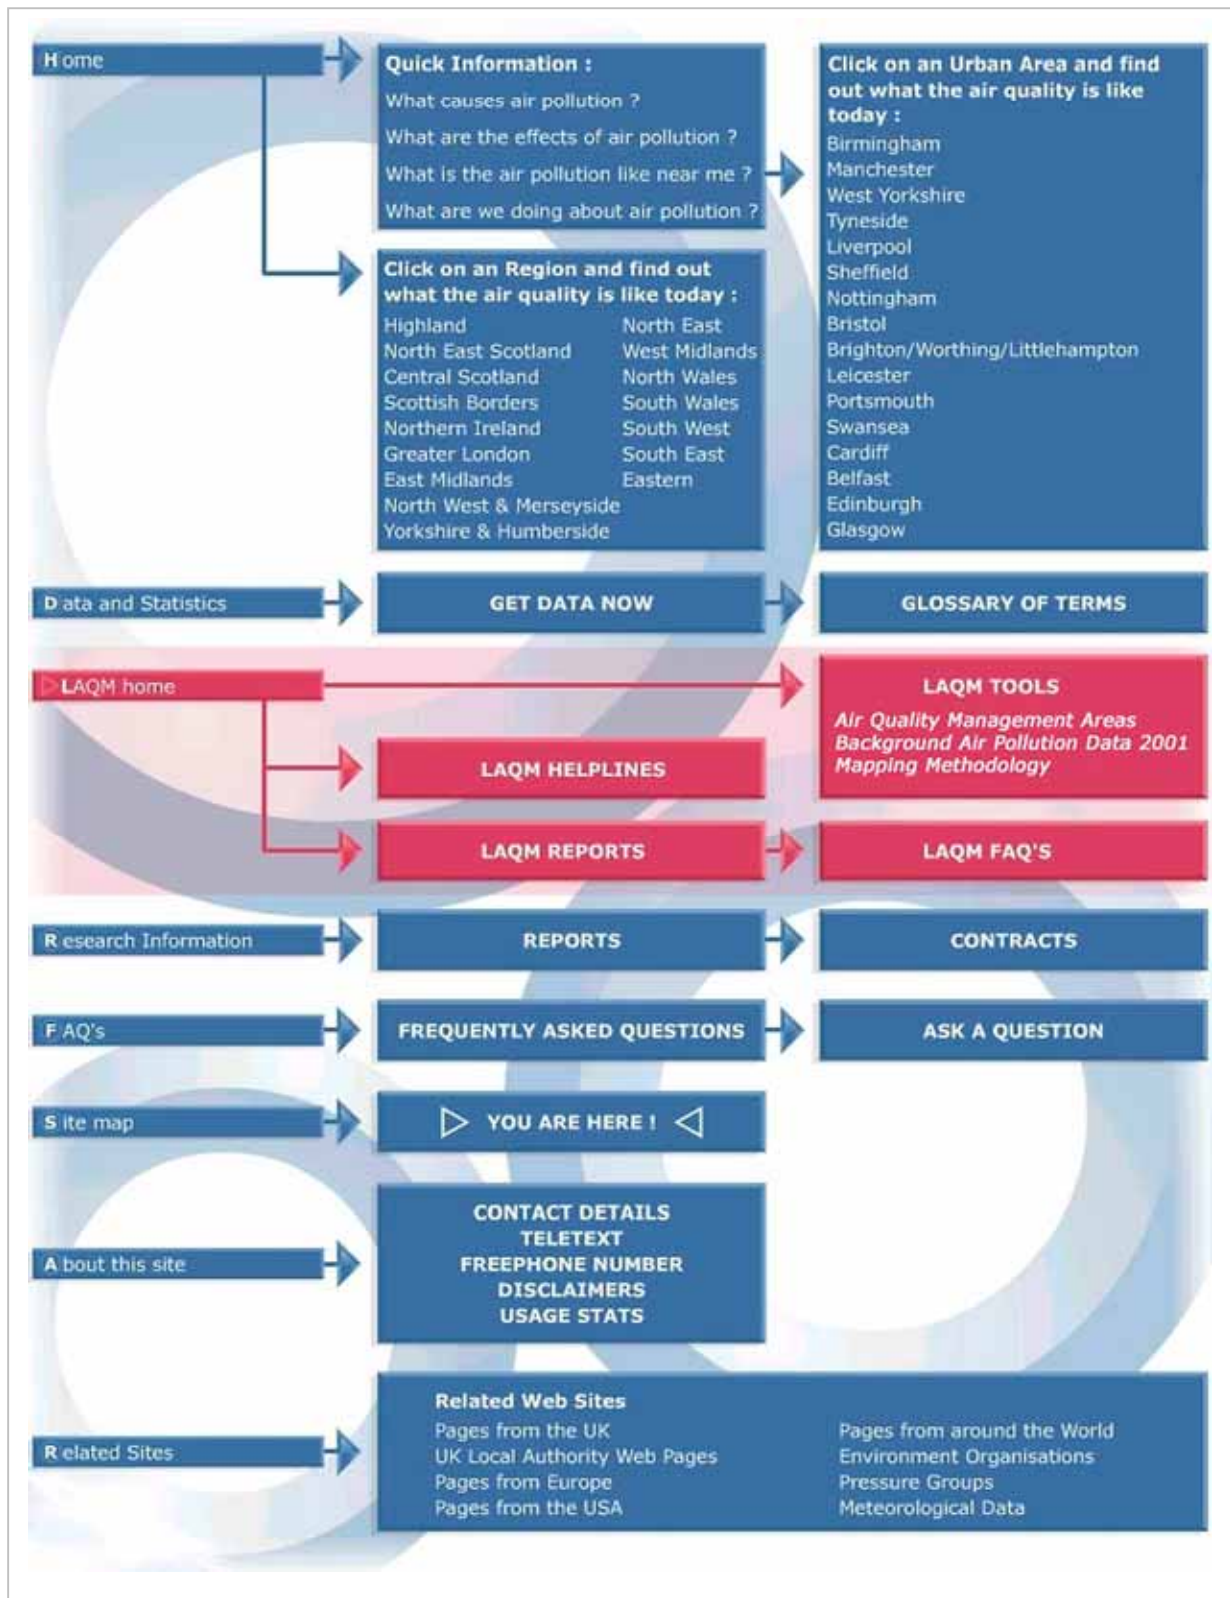 Home
Quick Information :
What causes air pollution ?
What are the effects of air pollution ?
What is the air pollution like near me ?
What are we doing about air pollution ?
Click on an Urban Area and find
out what the air quality is like
today :
Birmingham
Manchester
West Yorkshire
Tyneside
Liverpool
Sheffield
Nottingham
Bristol
Brighton/Worthing/Littlehampton
Leicester
Portsmouth
Swansea
Cardiff
Belfast
Edinburgh
Glasgow
Click on an Region and find out
what the air quality is like today :
Highland
North East Scotland
Central Scotland
Scottish Borders
Northern Ireland
Greater London
East Midlands
North West & Merseyside
Yorkshire & Humberside
North East
West Midlands
North Wales
South Wales
South West
South East
Eastern
Data and Statistics
GET DATA NOW
GLOSSARY OF TERMS
LAQM home
LAQM TOOLS
Air Quality Management Areas
Background Air Pollution Data 2001
Mapping Methodology
LAQM HELPLINES
LAQM REPORTS
LAQM FAQ'S
Research Information
REPORTS
CONTRACTS
FAQ's
FREQUENTLY ASKED QUESTIONS
ASK A QUESTION
Site map
YOU ARE HERE !
About this site
CONTACT DETAILS
TELETEXT
FREEPHONE NUMBER
DISCLAIMERS
USAGE STATS
Related Sites
Related Web Sites
Pages from the UK
UK Local Authority Web Pages
Pages from Europe
Pages from the USA
Pages from around the World
Environment Organisations
Pressure Groups
Meteorological Data